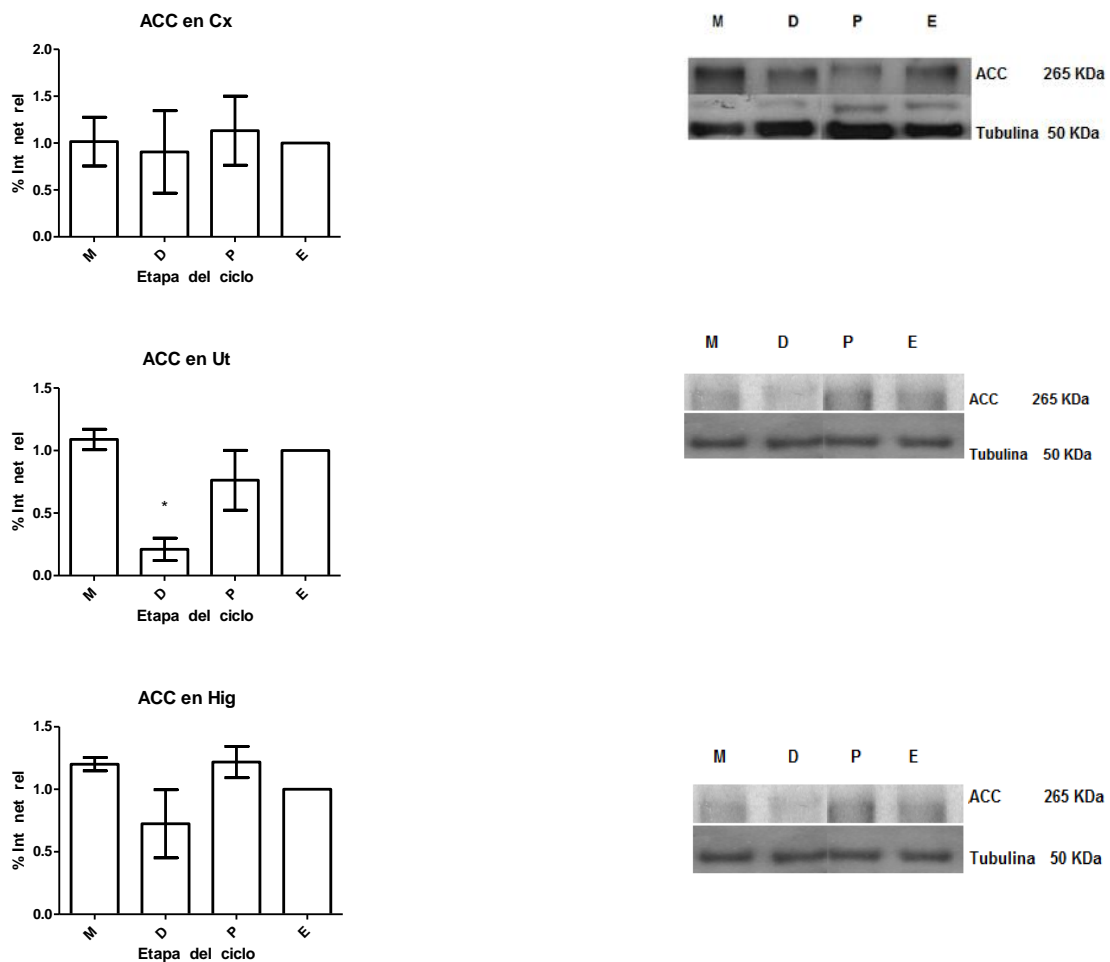 ACC en Cx
% Int net rel
2.0
1.5
1.0
0.5
0.0
M D P E
Etapa del ciclo
M D P E
ACC 265 KDa
Tubulina 50 KDa
ACC en Ut
% Int net rel
1.5
1.0
0.5
0.0
*
M D P E
Etapa del ciclo
M D P E
ACC 265 KDa
Tubulina 50 KDa
ACC en Hig
% Int net rel
1.5
1.0
0.5
0.0
M D P E
Etapa del ciclo
M D P E
ACC 265 KDa
Tubulina 50 KDa